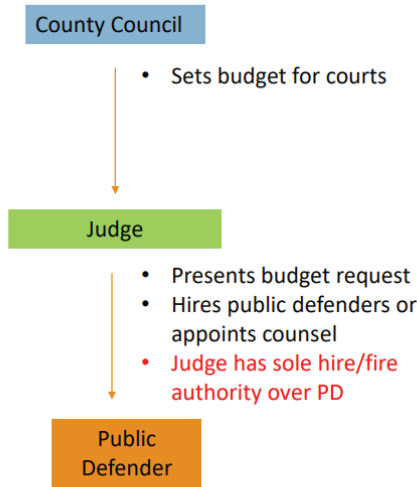 County Council
• Sets budget for courts
Judge
• Presents budget request
• Hires public defenders or
appoints counsel
• Judge has sole hire/fire
authority over PD
Public
Defender